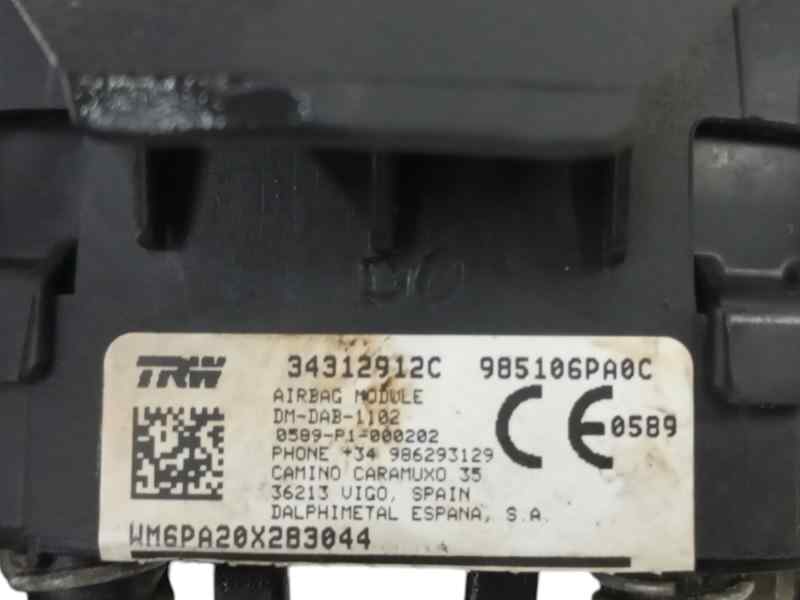 TRW 34312912C 985106PA0C
AIRBAG MODULE
DM-DAB-1102
0589-P1-000202
PHONE +34 986293129
CAMINO CARAMUXO 35
36213 VIGO, SPAIN
DALPHIMETAL ESPANA, S.A.
CE 0589
WM6PA20X283044